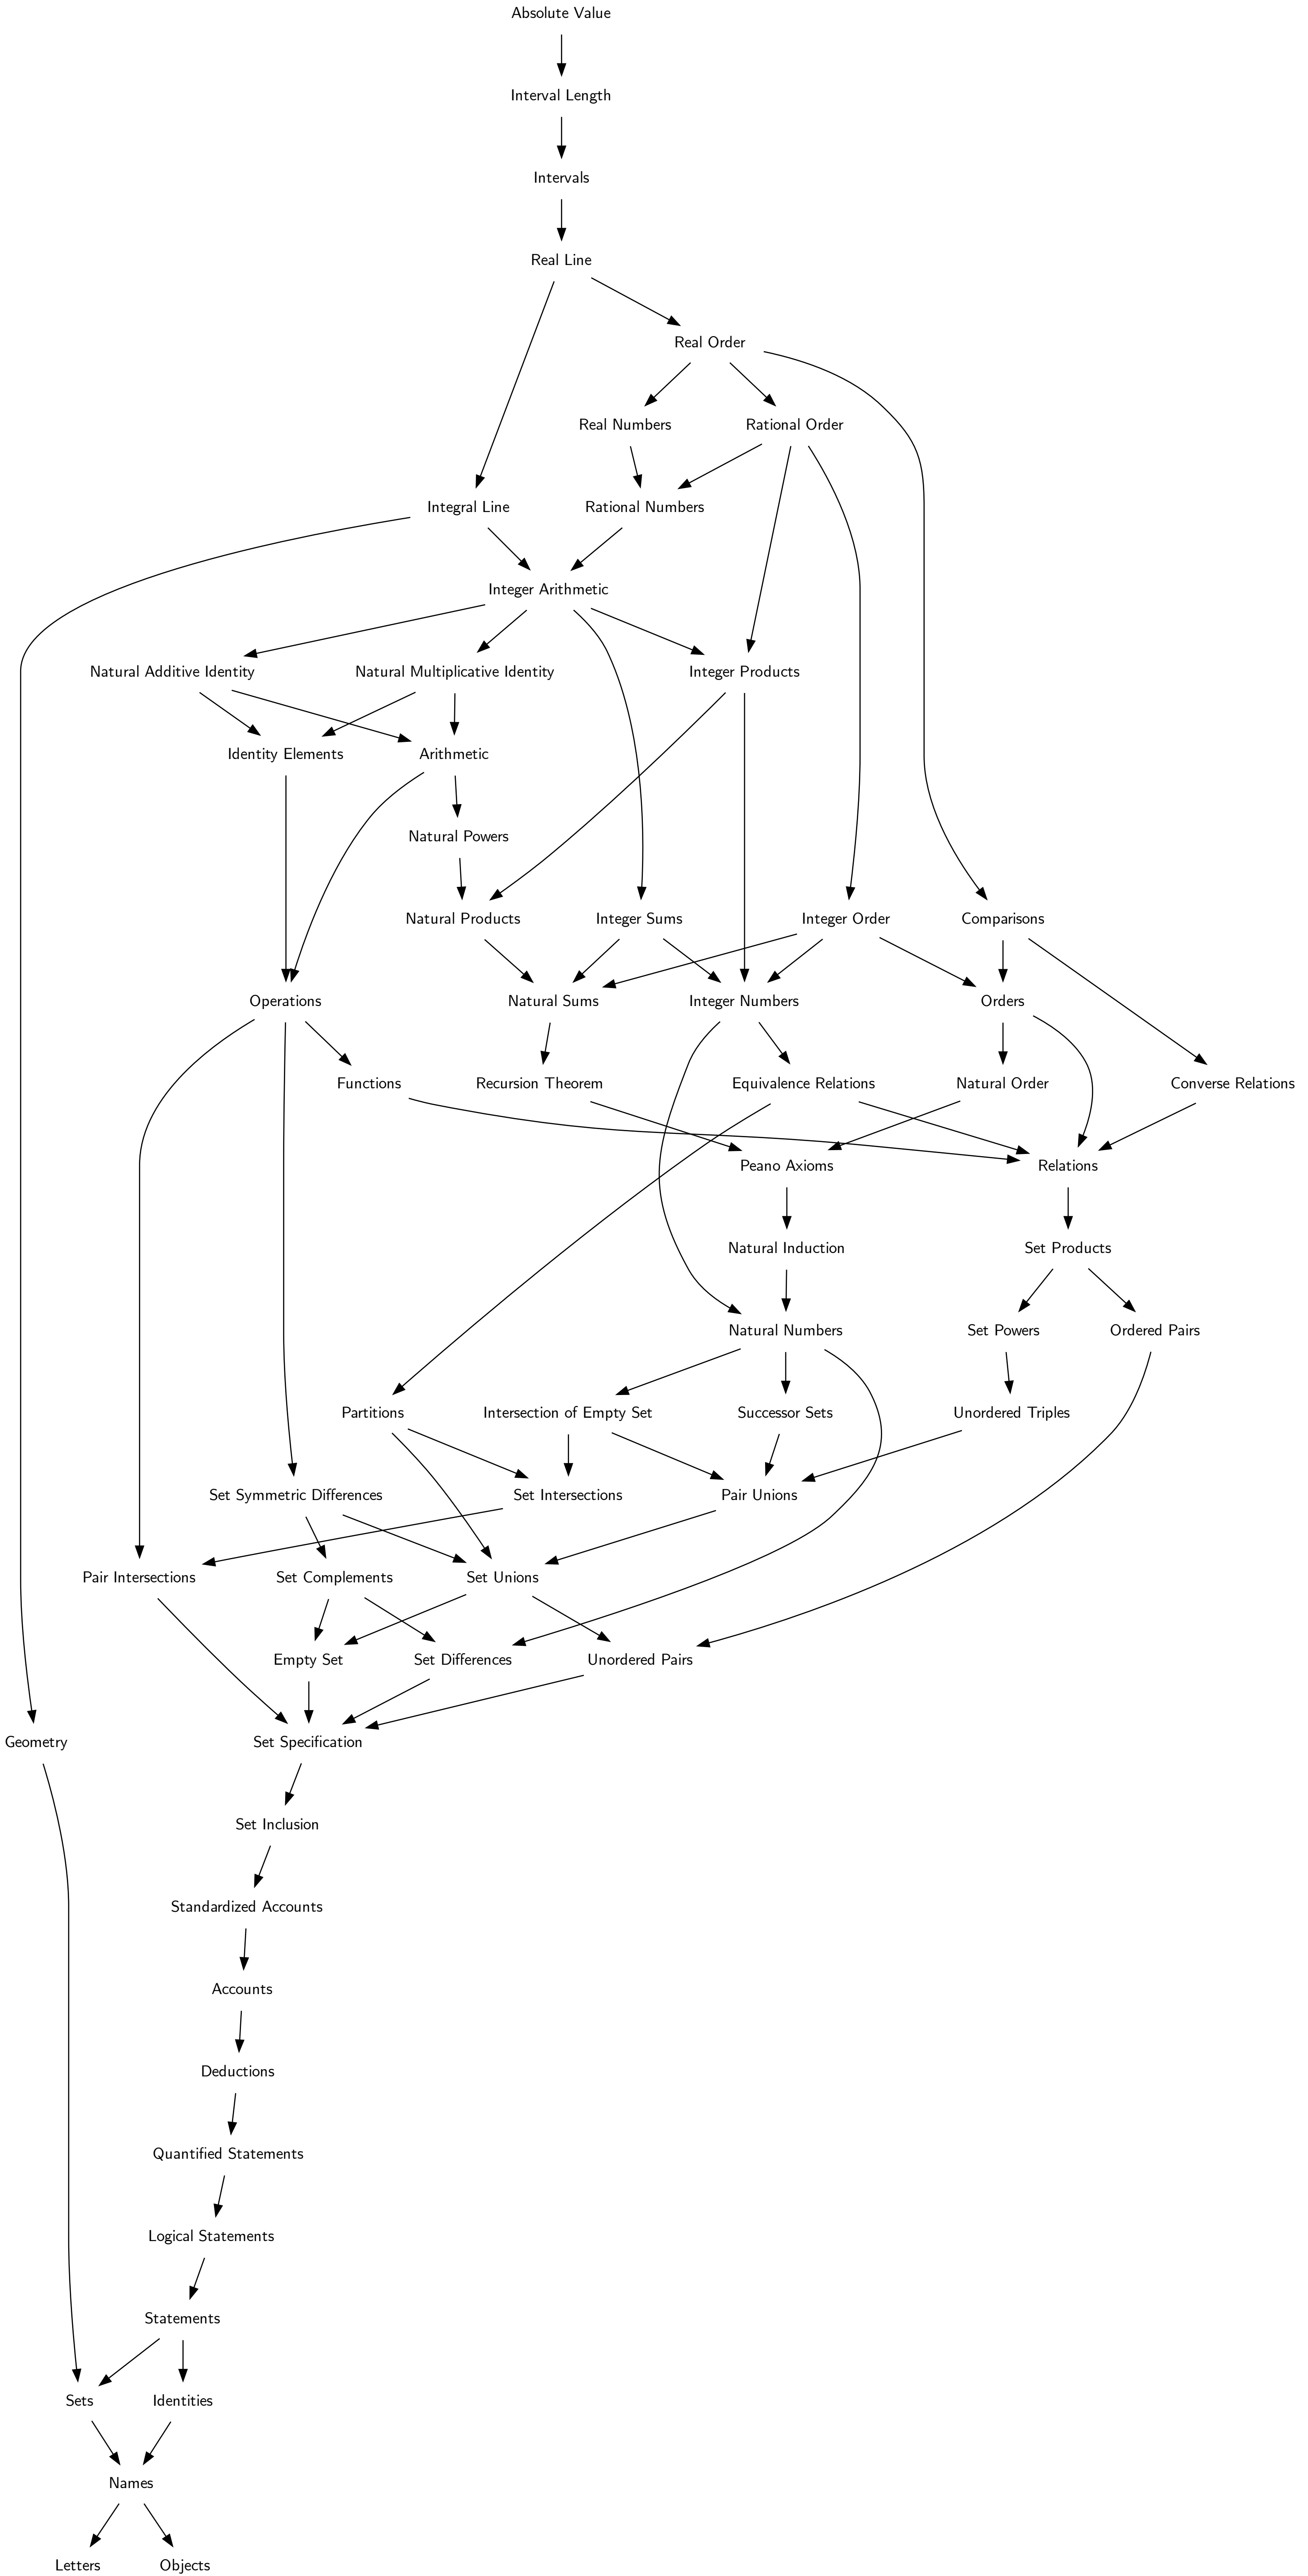 Absolute Value
Interval Length
Intervals
Real Line
Real Order
Real Numbers
Rational Order
Integral Line
Rational Numbers
Integer Arithmetic
Natural Additive Identity
Natural Multiplicative Identity
Integer Products
Identity Elements
Arithmetic
Natural Powers
Natural Products
Integer Sums
Integer Order
Comparisons
Operations
Natural Sums
Integer Numbers
Orders
Functions
Recursion Theorem
Equivalence Relations
Natural Order
Converse Relations
Peano Axioms
Relations
Natural Induction
Set Products
Natural Numbers
Set Powers
Ordered Pairs
Partitions
Intersection of Empty Set
Successor Sets
Unordered Triples
Set Symmetric Differences
Set Intersections
Pair Unions
Pair Intersections
Set Complements
Set Unions
Empty Set
Set Differences
Unordered Pairs
Geometry
Set Specification
Set Inclusion
Standardized Accounts
Accounts
Deductions
Quantified Statements
Logical Statements
Statements
Sets
Identities
Names
Letters
Objects